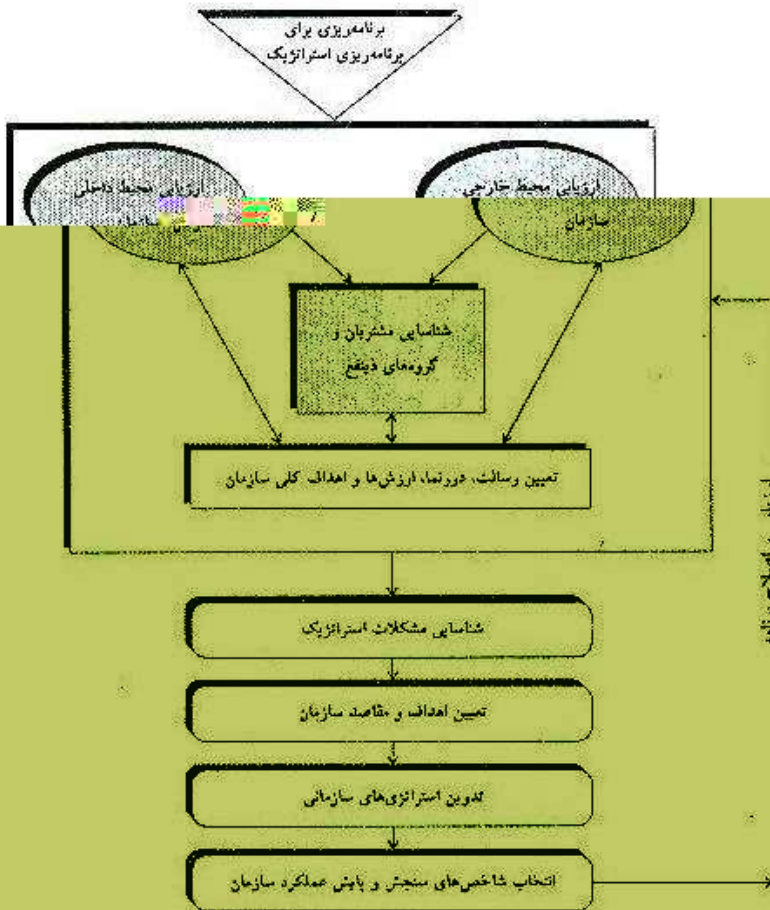 برنامه‌ریزی برای
برنامه‌ریزی استراتژیک
ارزیابی محیط خارجی
سازمان
ارزیابی محیط داخلی
شناسایی مشتریان و
گروه‌های ذینفع
تعیین رسالت، دورنما، ارزش‌ها و اهداف کلی سازمان
شناسایی مشکلات استراتژیک
تعیین اهداف و مقاصد سازمان
تدوین استراتژی‌های سازمانی
انتخاب شاخص‌های سنجش و پایش عملکرد سازمان